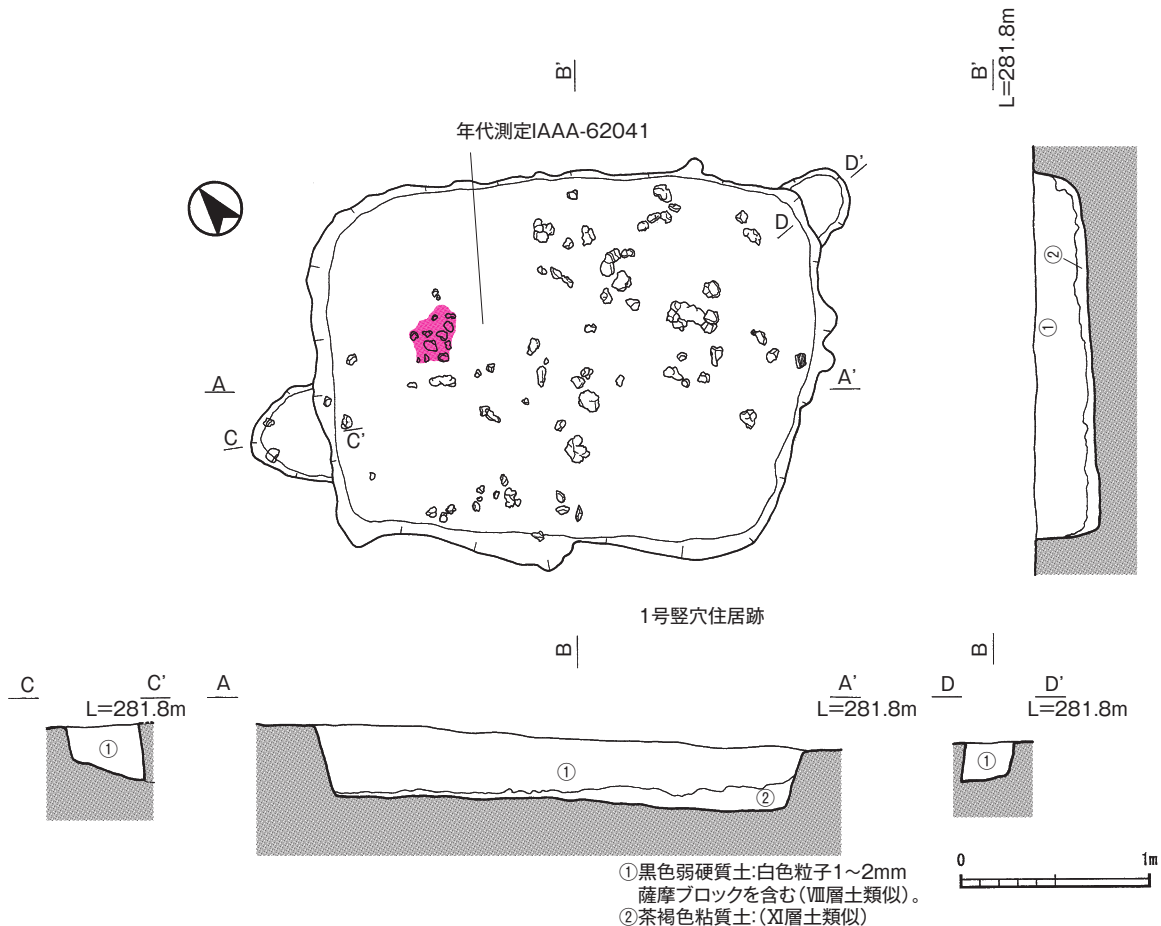 B'
B'
L=281.8m
年代測定IAAA-62041
D'
D
②
①
A
A'
C
C'
1号竪穴住居跡
B
B
C
C'
A
A'
D
D'
L=281.8m
L=281.8m
L=281.8m
①
①
②
①
①黒色弱硬質土:白色粒子1～2mm
薩摩ブロックを含む(Ⅷ層土類似)。
②茶褐色粘質土:(Ⅺ層土類似)
0
1m